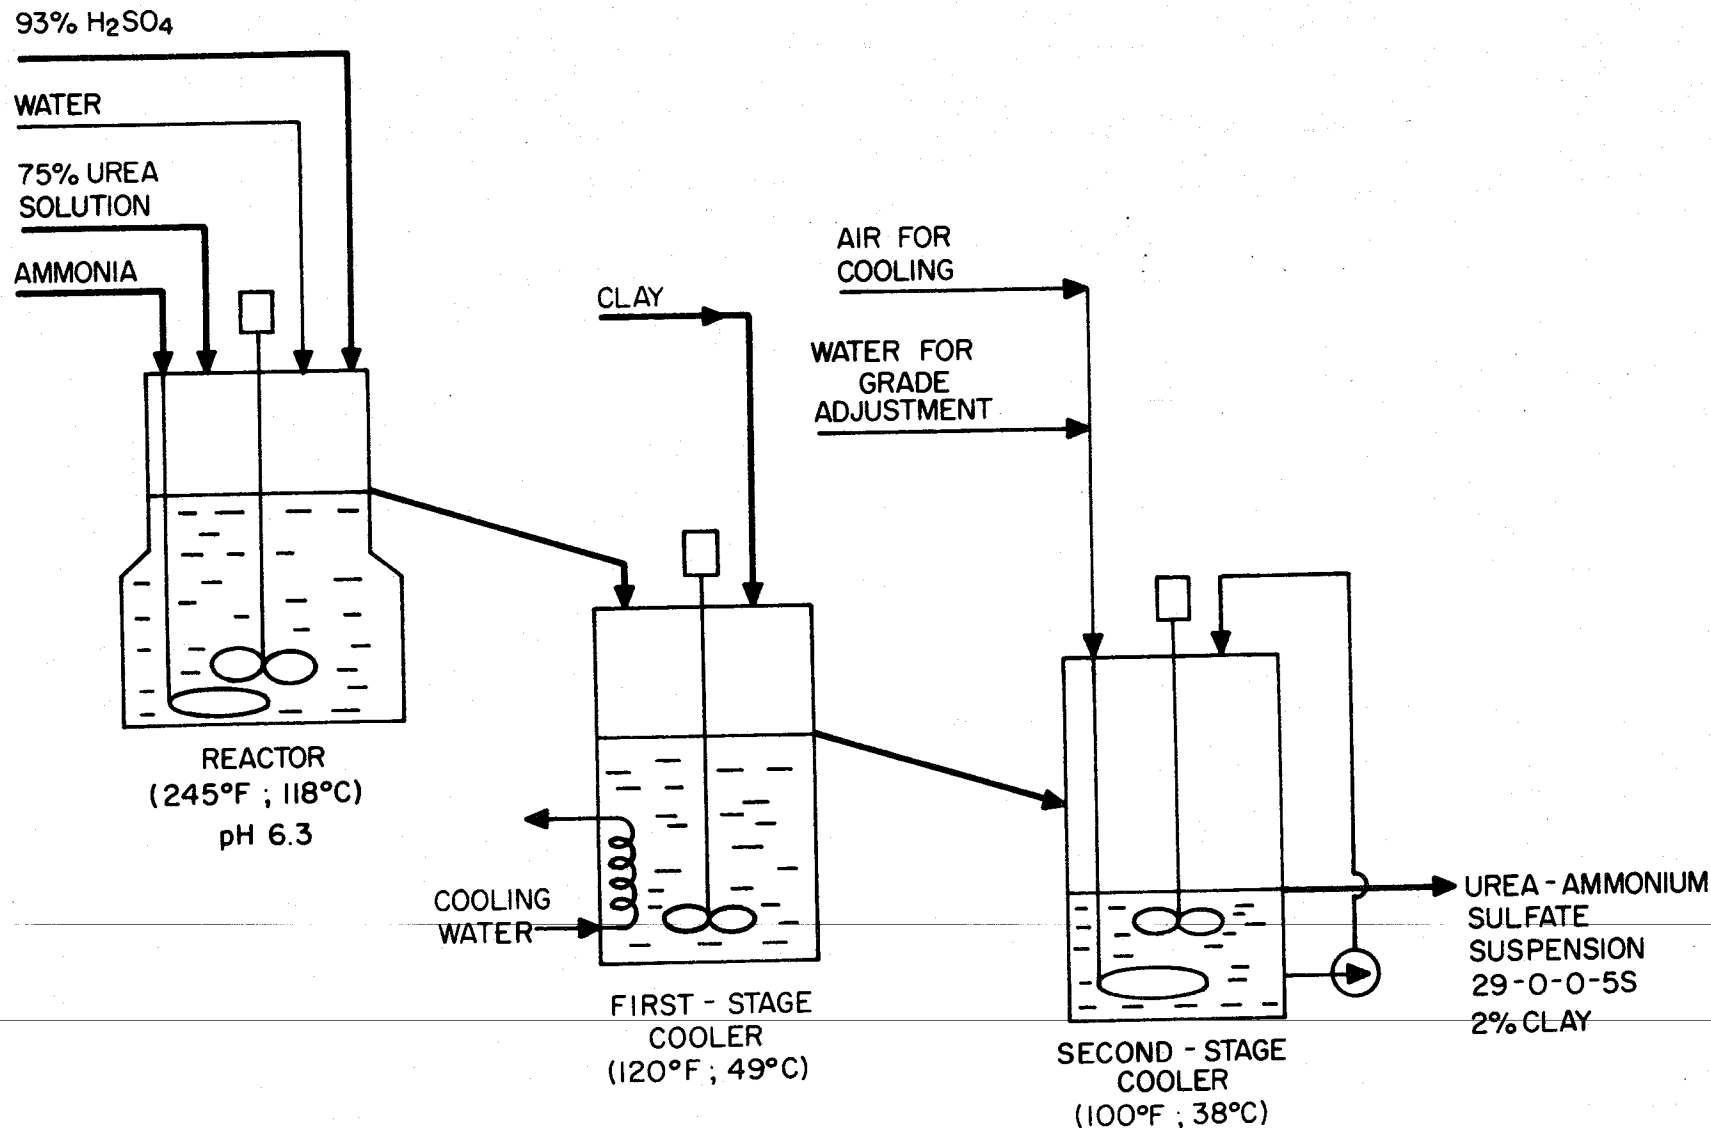 93% H2SO4
WATER
75% UREA
SOLUTION
AMMONIA
REACTOR
(245°F ; 118°C)
pH 6.3
CLAY
COOLING
WATER
FIRST - STAGE
COOLER
(120°F ; 49°C)
AIR FOR
COOLING
WATER FOR
GRADE
ADJUSTMENT
SECOND - STAGE
COOLER
(100°F ; 38°C)
UREA - AMMONIUM
SULFATE
SUSPENSION
29-0-0-5S
2% CLAY